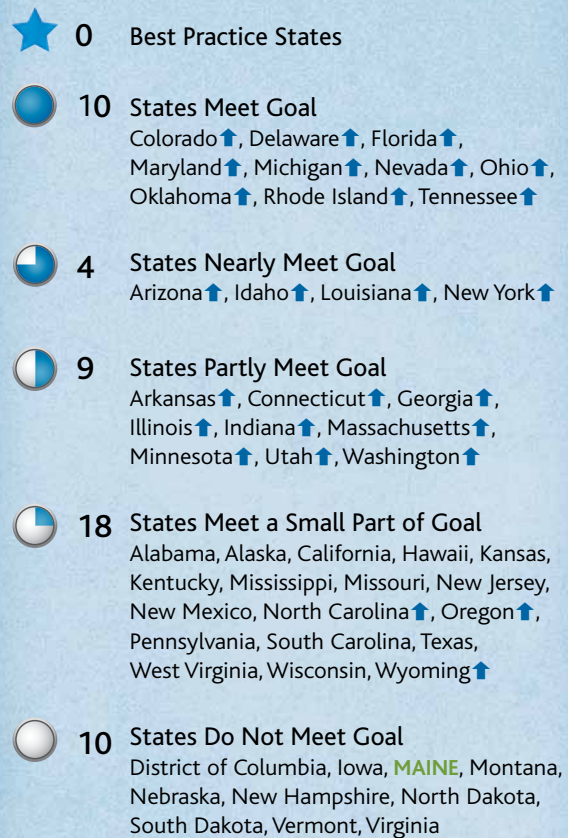 0 Best Practice States
10 States Meet Goal
Colorado⬆, Delaware⬆, Florida⬆,
Maryland⬆, Michigan⬆, Nevada⬆, Ohio⬆,
Oklahoma⬆, Rhode Island⬆, Tennessee⬆
4 States Nearly Meet Goal
Arizona⬆, Idaho⬆, Louisiana⬆, New York⬆
9 States Partly Meet Goal
Arkansas⬆, Connecticut⬆, Georgia⬆,
Illinois⬆, Indiana⬆, Massachusetts⬆,
Minnesota⬆, Utah⬆, Washington⬆
18 States Meet a Small Part of Goal
Alabama, Alaska, California, Hawaii, Kansas,
Kentucky, Mississippi, Missouri, New Jersey,
New Mexico, North Carolina⬆, Oregon⬆,
Pennsylvania, South Carolina, Texas,
West Virginia, Wisconsin, Wyoming⬆
10 States Do Not Meet Goal
District of Columbia, Iowa, MAINE, Montana,
Nebraska, New Hampshire, North Dakota,
South Dakota, Vermont, Virginia